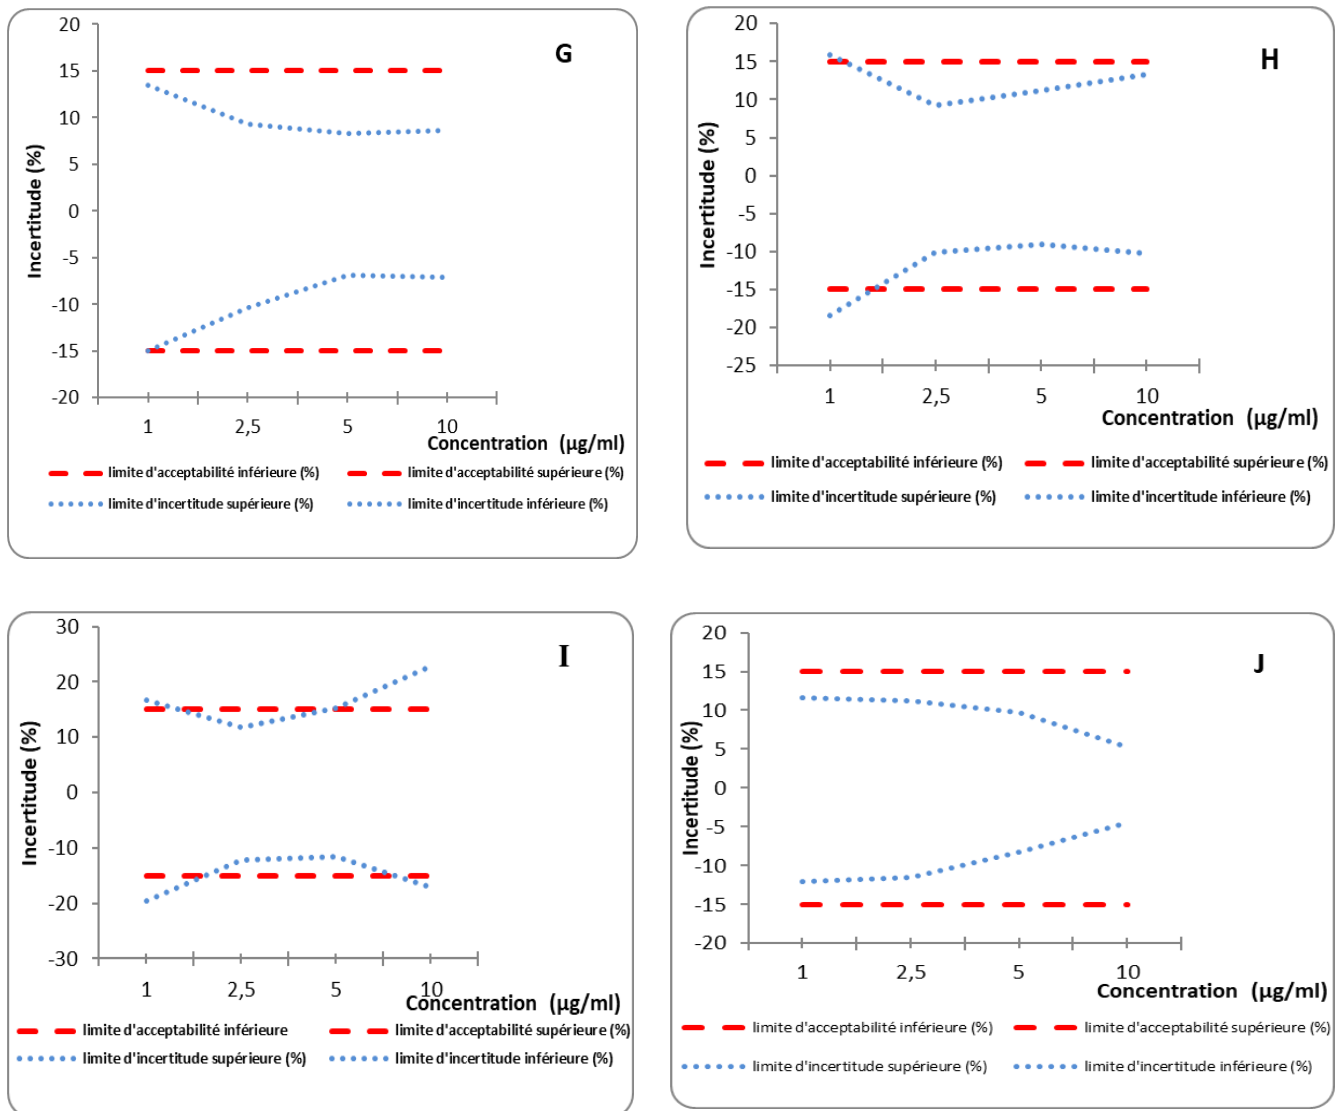 G
Incertitude (%)
20
15
10
5
0
-5
-10
-15
-20
1 2,5 5 10
Concentration (µg/ml)
limite d'acceptabilité inférieure (%) limite d'acceptabilité supérieure (%)
limite d'incertitude supérieure (%) limite d'incertitude inférieure (%)
H
Incertitude (%)
20
15
10
5
0
-5
-10
-15
-20
-25
1 2,5 5 10
Concentration (µg/ml)
limite d'acceptabilité inférieure (%) limite d'acceptabilité supérieure (%)
limite d'incertitude supérieure (%) limite d'incertitude inférieure (%)
I
Incertitude (%)
30
20
10
0
-10
-20
-30
1 2,5 5 10
Concentration (µg/ml)
limite d'acceptabilité inférieure limite d'acceptabilité supérieure (%)
limite d'incertitude supérieure (%) limite d'incertitude inférieure (%)
J
Incertitude (%)
20
15
10
5
0
-5
-10
-15
-20
1 2,5 5 10
Concentration (µg/ml)
limite d'acceptabilité inférieure (%) limite d'acceptabilité supérieure (%)
limite d'incertitude supérieure (%) limite d'incertitude inférieure (%)